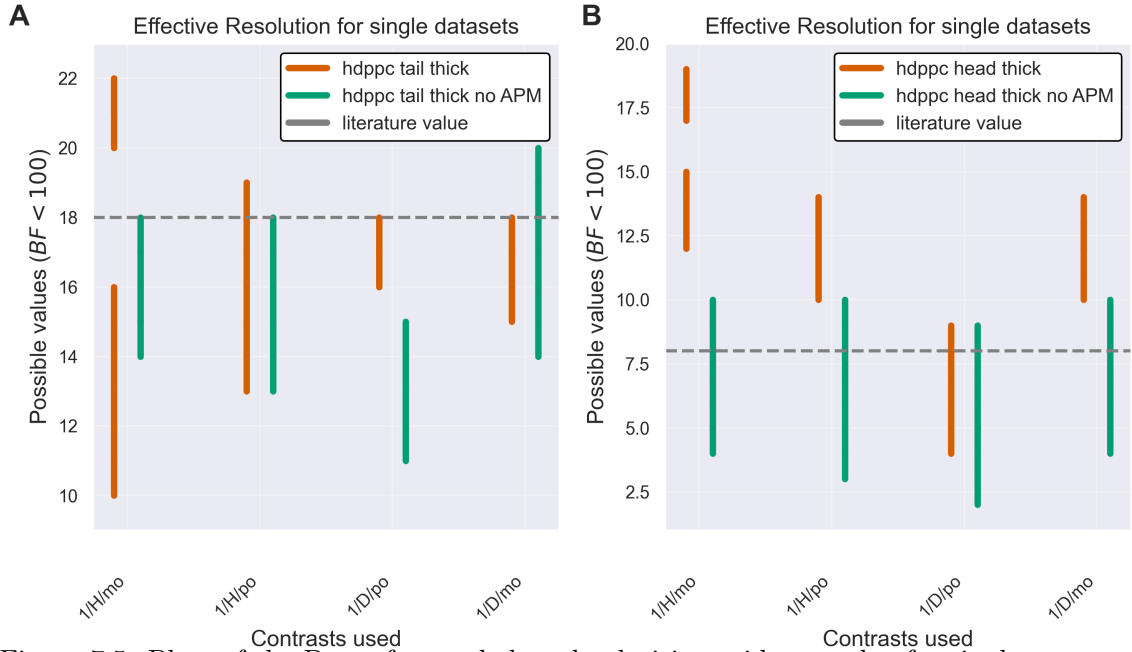 A
Effective Resolution for single datasets
hdppc tail thick
hdppc tail thick no APM
literature value
Possible values (BF < 100)
22
20
18
16
14
12
10
1/H/mo
1/H/po
1/D/po
1/D/mo
Contrasts used
B
Effective Resolution for single datasets
hdppc head thick
hdppc head thick no APM
literature value
Possible values (BF < 100)
20.0
17.5
15.0
12.5
10.0
7.5
5.0
2.5
1/H/mo
1/H/po
1/D/po
1/D/mo
Contrasts used